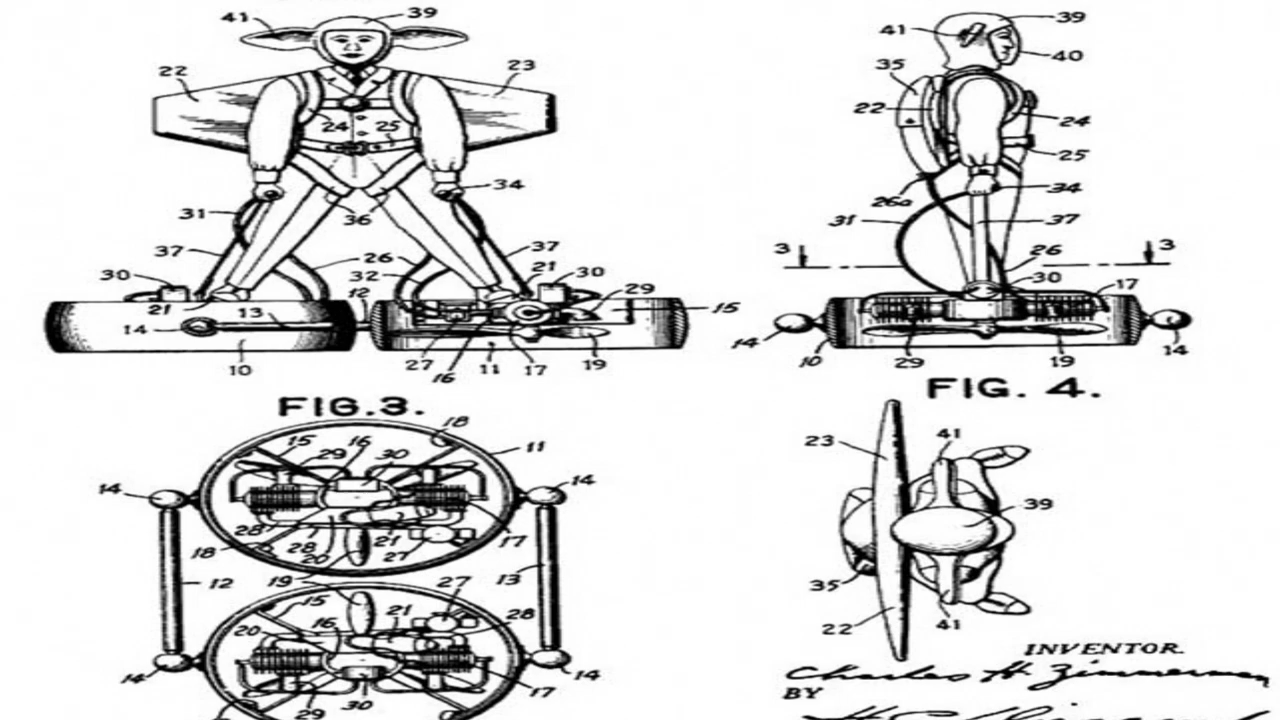 41 39
22 23
24 25
34
31 36
37 26 37
30 32 21 30
12 29
21 13 15
14
10 27 16 11 17 19
39
41
40
35
22 24
25
26a 34
31 37
3 3
26
30 17
14 10 29 19 14
FIG.3.
18
15 16 11
29 30
14 14
28 21 17
18 28 20 27
12 19 13
15 27
20 16 21 28
14 14
29 30 17
FIG. 4.
23 41
39
35
22 41
INVENTOR.
Charles H. Zimmerman
BY